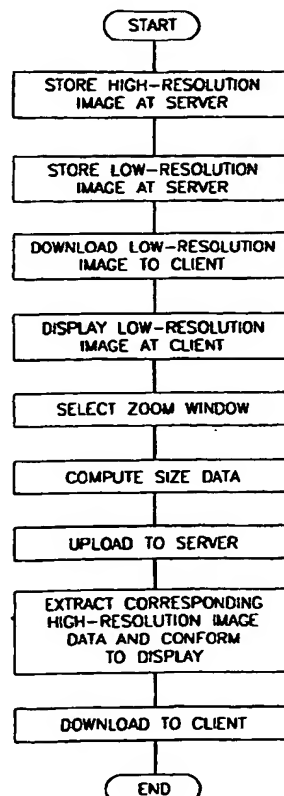 START
STORE HIGH-RESOLUTION
IMAGE AT SERVER
STORE LOW-RESOLUTION
IMAGE AT SERVER
DOWNLOAD LOW-RESOLUTION
IMAGE TO CLIENT
DISPLAY LOW-RESOLUTION
IMAGE AT CLIENT
SELECT ZOOM WINDOW
COMPUTE SIZE DATA
UPLOAD TO SERVER
EXTRACT CORRESPONDING
HIGH-RESOLUTION IMAGE
DATA AND CONFORM
TO DISPLAY
DOWNLOAD TO CLIENT
END